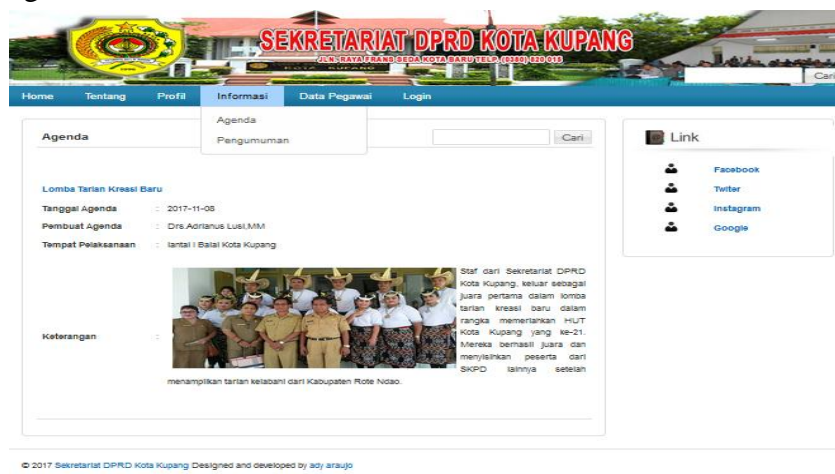 SEKRETARIAT DPRD KOTA KUPANG
JLN. RAYA FRANS SEDA KOTA BARU TELP. (0380) 820 018
Cari
Home Tentang Profil Informasi Data Pegawai Login
Agenda
Pengumuman
Agenda
Cari
Lomba Tarian Kreasi Baru
Tanggal Agenda : 2017-11-08
Pembuat Agenda : Drs.Adrianus Lusi,MM
Tempat Pelaksanaan : lantai I Balai Kota Kupang
Keterangan :
Staf dari Sekretariat DPRD
Kota Kupang, keluar sebagai
juara pertama dalam lomba
tarian kreasi baru dalam
rangka memeriahkan HUT
Kota Kupang yang ke-21.
Mereka berhasil juara dan
menyisihkan peserta dari
SKPD lainnya setelah
menampilkan tarian kelabahi dari Kabupaten Rote Ndao.
Link
Facebook
Twiter
Instagram
Google
© 2017 Sekretariat DPRD Kota Kupang Designed and developed by ady araujo